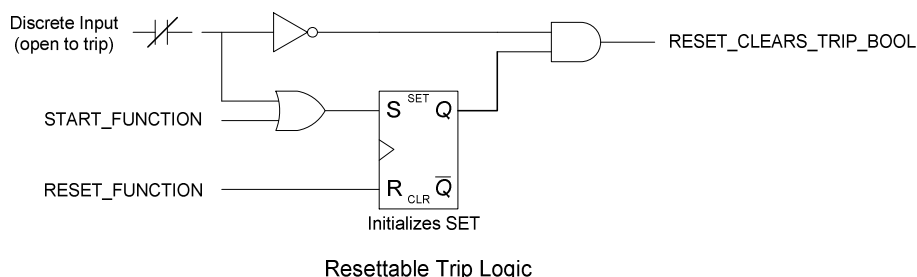 Discrete Input
(open to trip)
RESET_CLEARS_TRIP_BOOL
START_FUNCTION
S SET Q
RESET_FUNCTION
R CLR Q̅
Initializes SET
Resettable Trip Logic